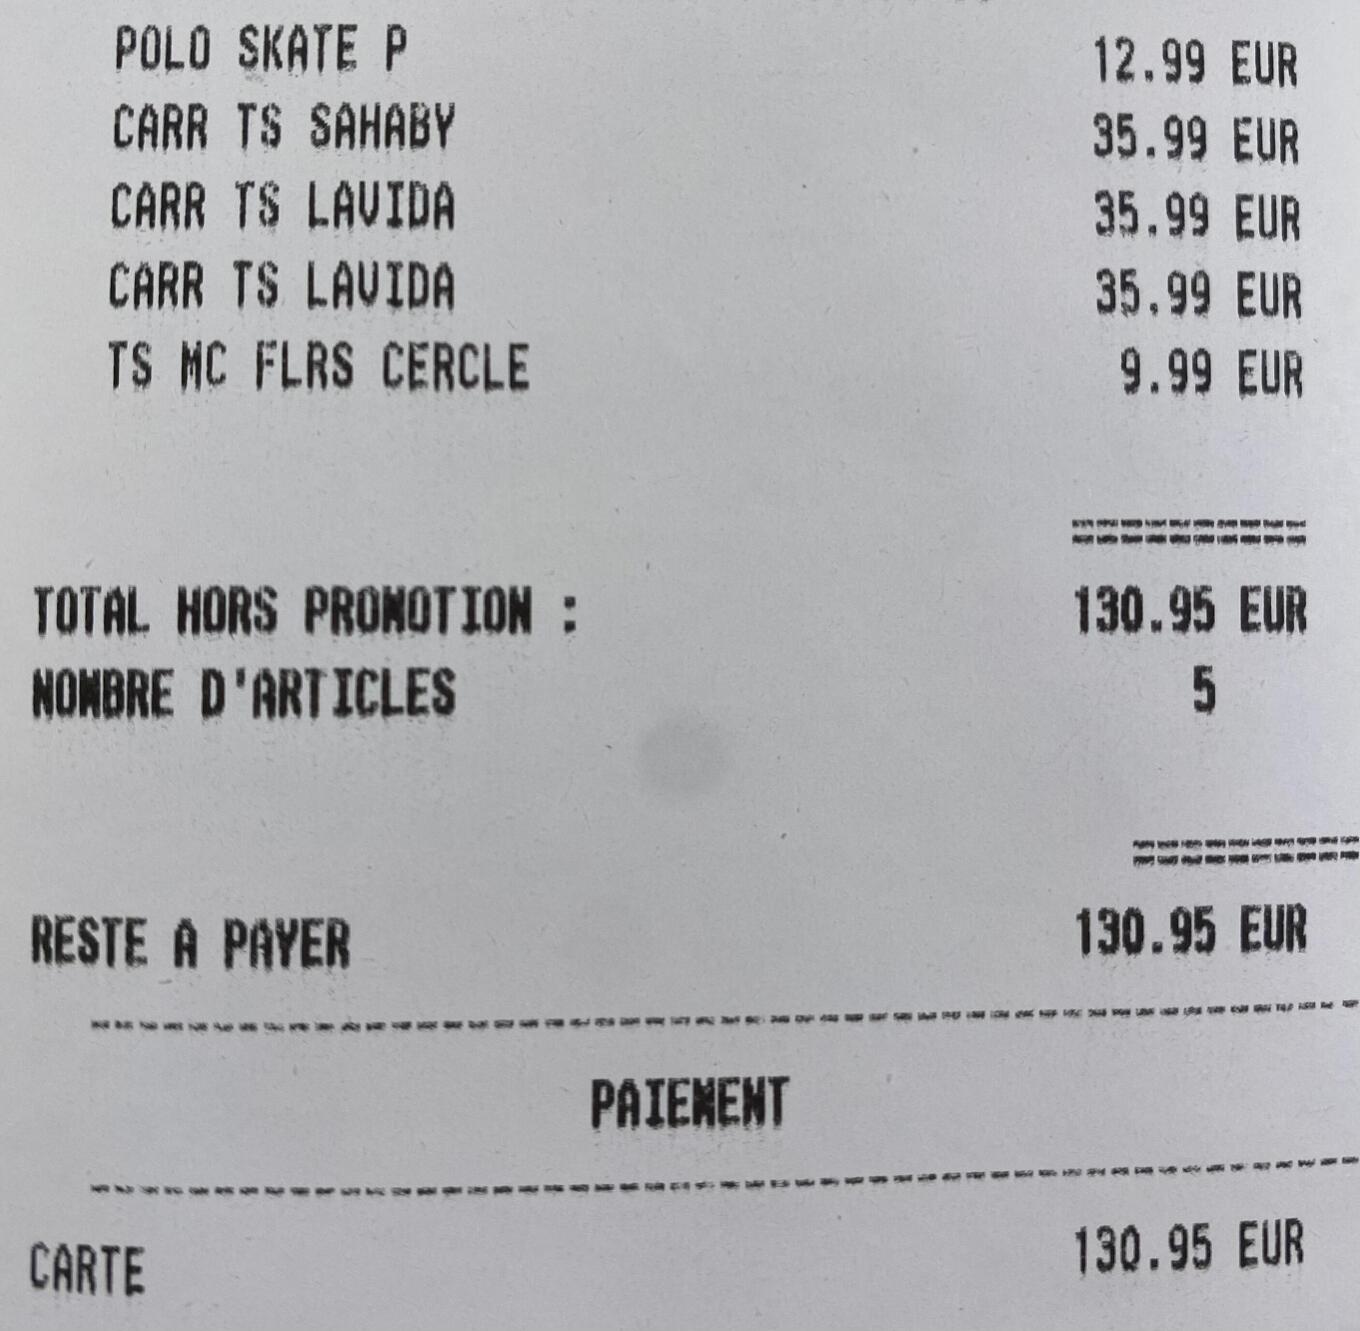 POLO SKATE P 12.99 EUR
CARR TS SAHABY 35.99 EUR
CARR TS LAVIDA 35.99 EUR
CARR TS LAVIDA 35.99 EUR
TS MC FLRS CERCLE 9.99 EUR
TOTAL HORS PROMOTION : 130.95 EUR
NOMBRE D'ARTICLES 5
RESTE A PAYER 130.95 EUR
PAIEMENT
CARTE 130.95 EUR